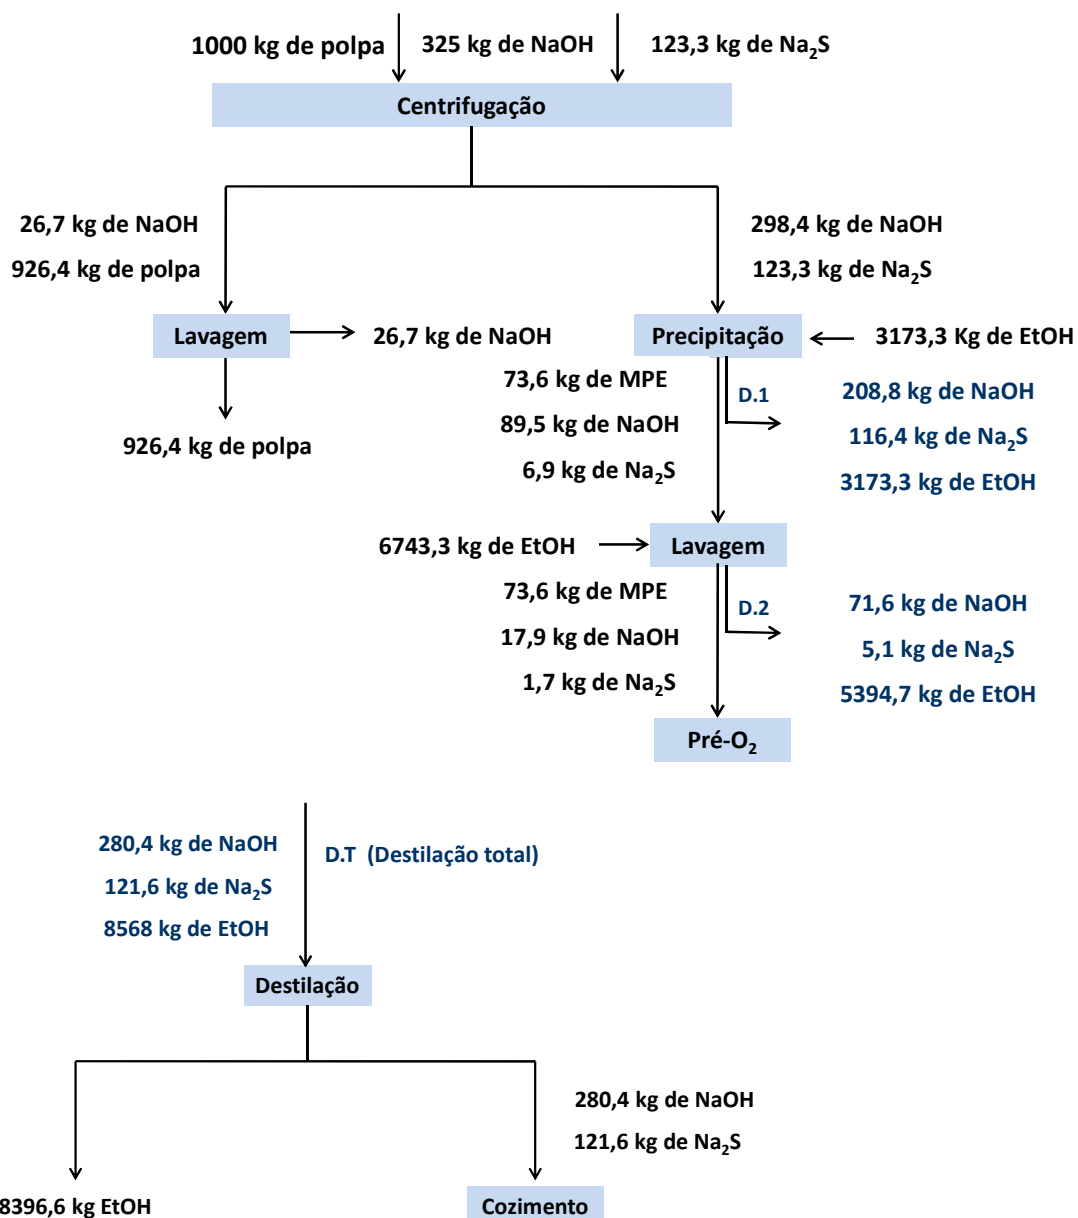 1000 kg de polpa
325 kg de NaOH
123,3 kg de Na₂S
Centrifugação
26,7 kg de NaOH
926,4 kg de polpa
298,4 kg de NaOH
123,3 kg de Na₂S
Lavagem
26,7 kg de NaOH
926,4 kg de polpa
Precipitação
3173,3 Kg de EtOH
73,6 kg de MPE
89,5 kg de NaOH
6,9 kg de Na₂S
D.1
208,8 kg de NaOH
116,4 kg de Na₂S
3173,3 kg de EtOH
6743,3 kg de EtOH
Lavagem
73,6 kg de MPE
17,9 kg de NaOH
1,7 kg de Na₂S
D.2
71,6 kg de NaOH
5,1 kg de Na₂S
5394,7 kg de EtOH
Pré-O₂
280,4 kg de NaOH
121,6 kg de Na₂S
8568 kg de EtOH
D.T (Destilação total)
Destilação
280,4 kg de NaOH
121,6 kg de Na₂S
8396,6 kg EtOH
Cozimento